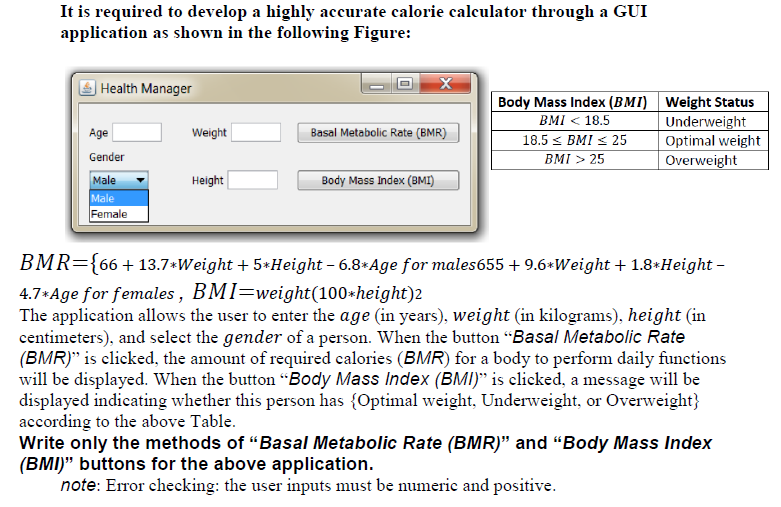 It is required to develop a highly accurate calorie calculator through a GUI
application as shown in the following Figure:
Health Manager
Age
Weight
Basal Metabolic Rate (BMR)
Gender
Male
Height
Body Mass Index (BMI)
Male
Female
Body Mass Index (BMI) Weight Status
BMI < 18.5 Underweight
18.5 ≤ BMI ≤ 25 Optimal weight
BMI > 25 Overweight
BMR={66 + 13.7*Weight + 5*Height – 6.8*Age for males655 + 9.6*Weight + 1.8*Height –
4.7*Age for females , BMI=weight(100*height)2
The application allows the user to enter the age (in years), weight (in kilograms), height (in
centimeters), and select the gender of a person. When the button “Basal Metabolic Rate
(BMR)” is clicked, the amount of required calories (BMR) for a body to perform daily functions
will be displayed. When the button “Body Mass Index (BMI)” is clicked, a message will be
displayed indicating whether this person has {Optimal weight, Underweight, or Overweight}
according to the above Table.
Write only the methods of “Basal Metabolic Rate (BMR)” and “Body Mass Index
(BMI)” buttons for the above application.
note: Error checking: the user inputs must be numeric and positive.